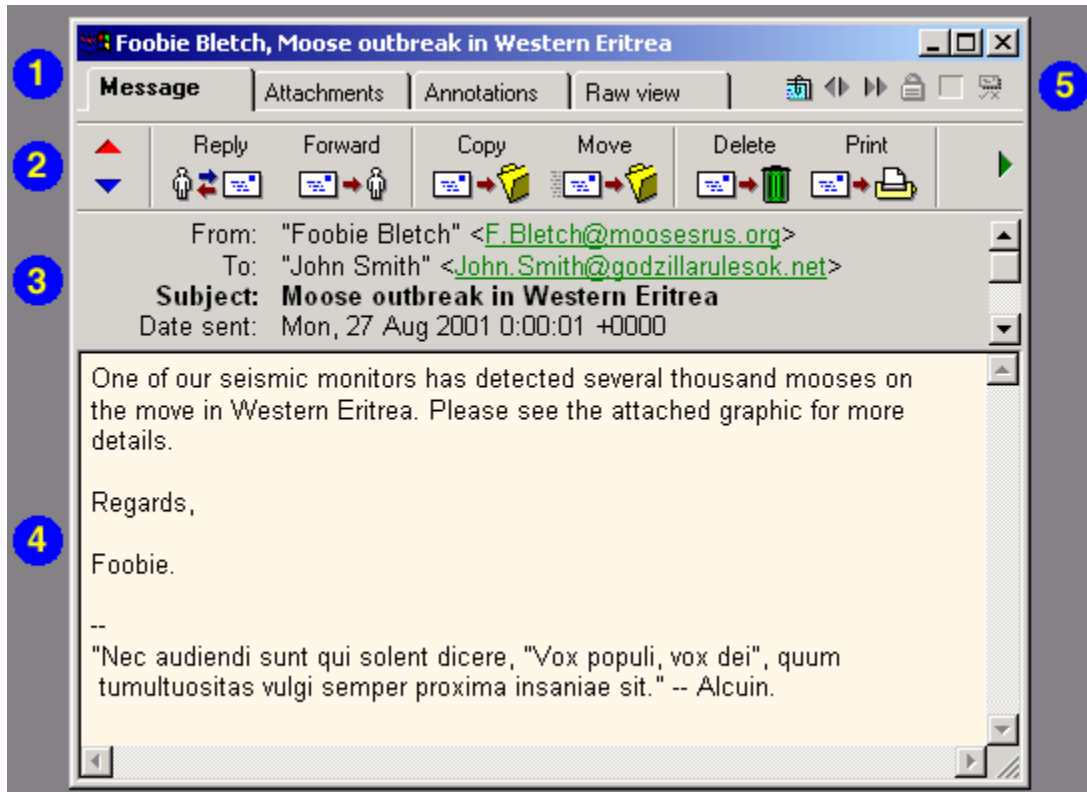 Foobie Bletch, Moose outbreak in Western Eritrea
1
Message Attachments Annotations Raw view
5
2
Reply Forward Copy Move Delete Print
3
From: "Foobie Bletch" <F.Bletch@moosesrus.org>
To: "John Smith" <John.Smith@godzillarulesok.net>
Subject: Moose outbreak in Western Eritrea
Date sent: Mon, 27 Aug 2001 0:00:01 +0000
4
One of our seismic monitors has detected several thousand mooses on
the move in Western Eritrea. Please see the attached graphic for more
details.
Regards,
Foobie.
--
"Nec audiendi sunt qui solent dicere, "Vox populi, vox dei", quum
tumultuositas vulgi semper proxima insaniae sit." -- Alcuin.